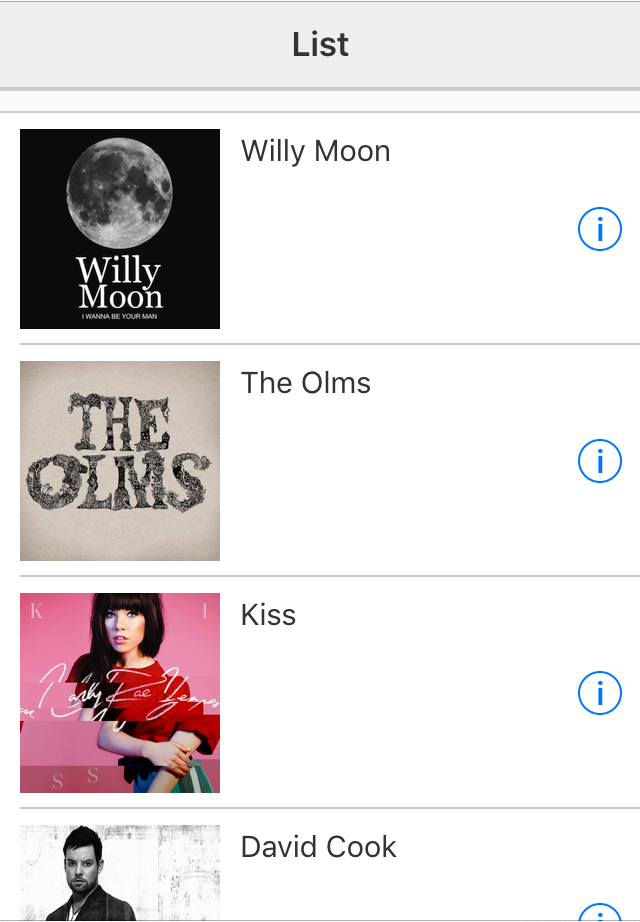 List
Willy Moon
Willy
Moon
I WANNA BE YOUR MAN
The Olms
THE
OLMS
Kiss
K I
Carly Rae Jepsen
S S
David Cook